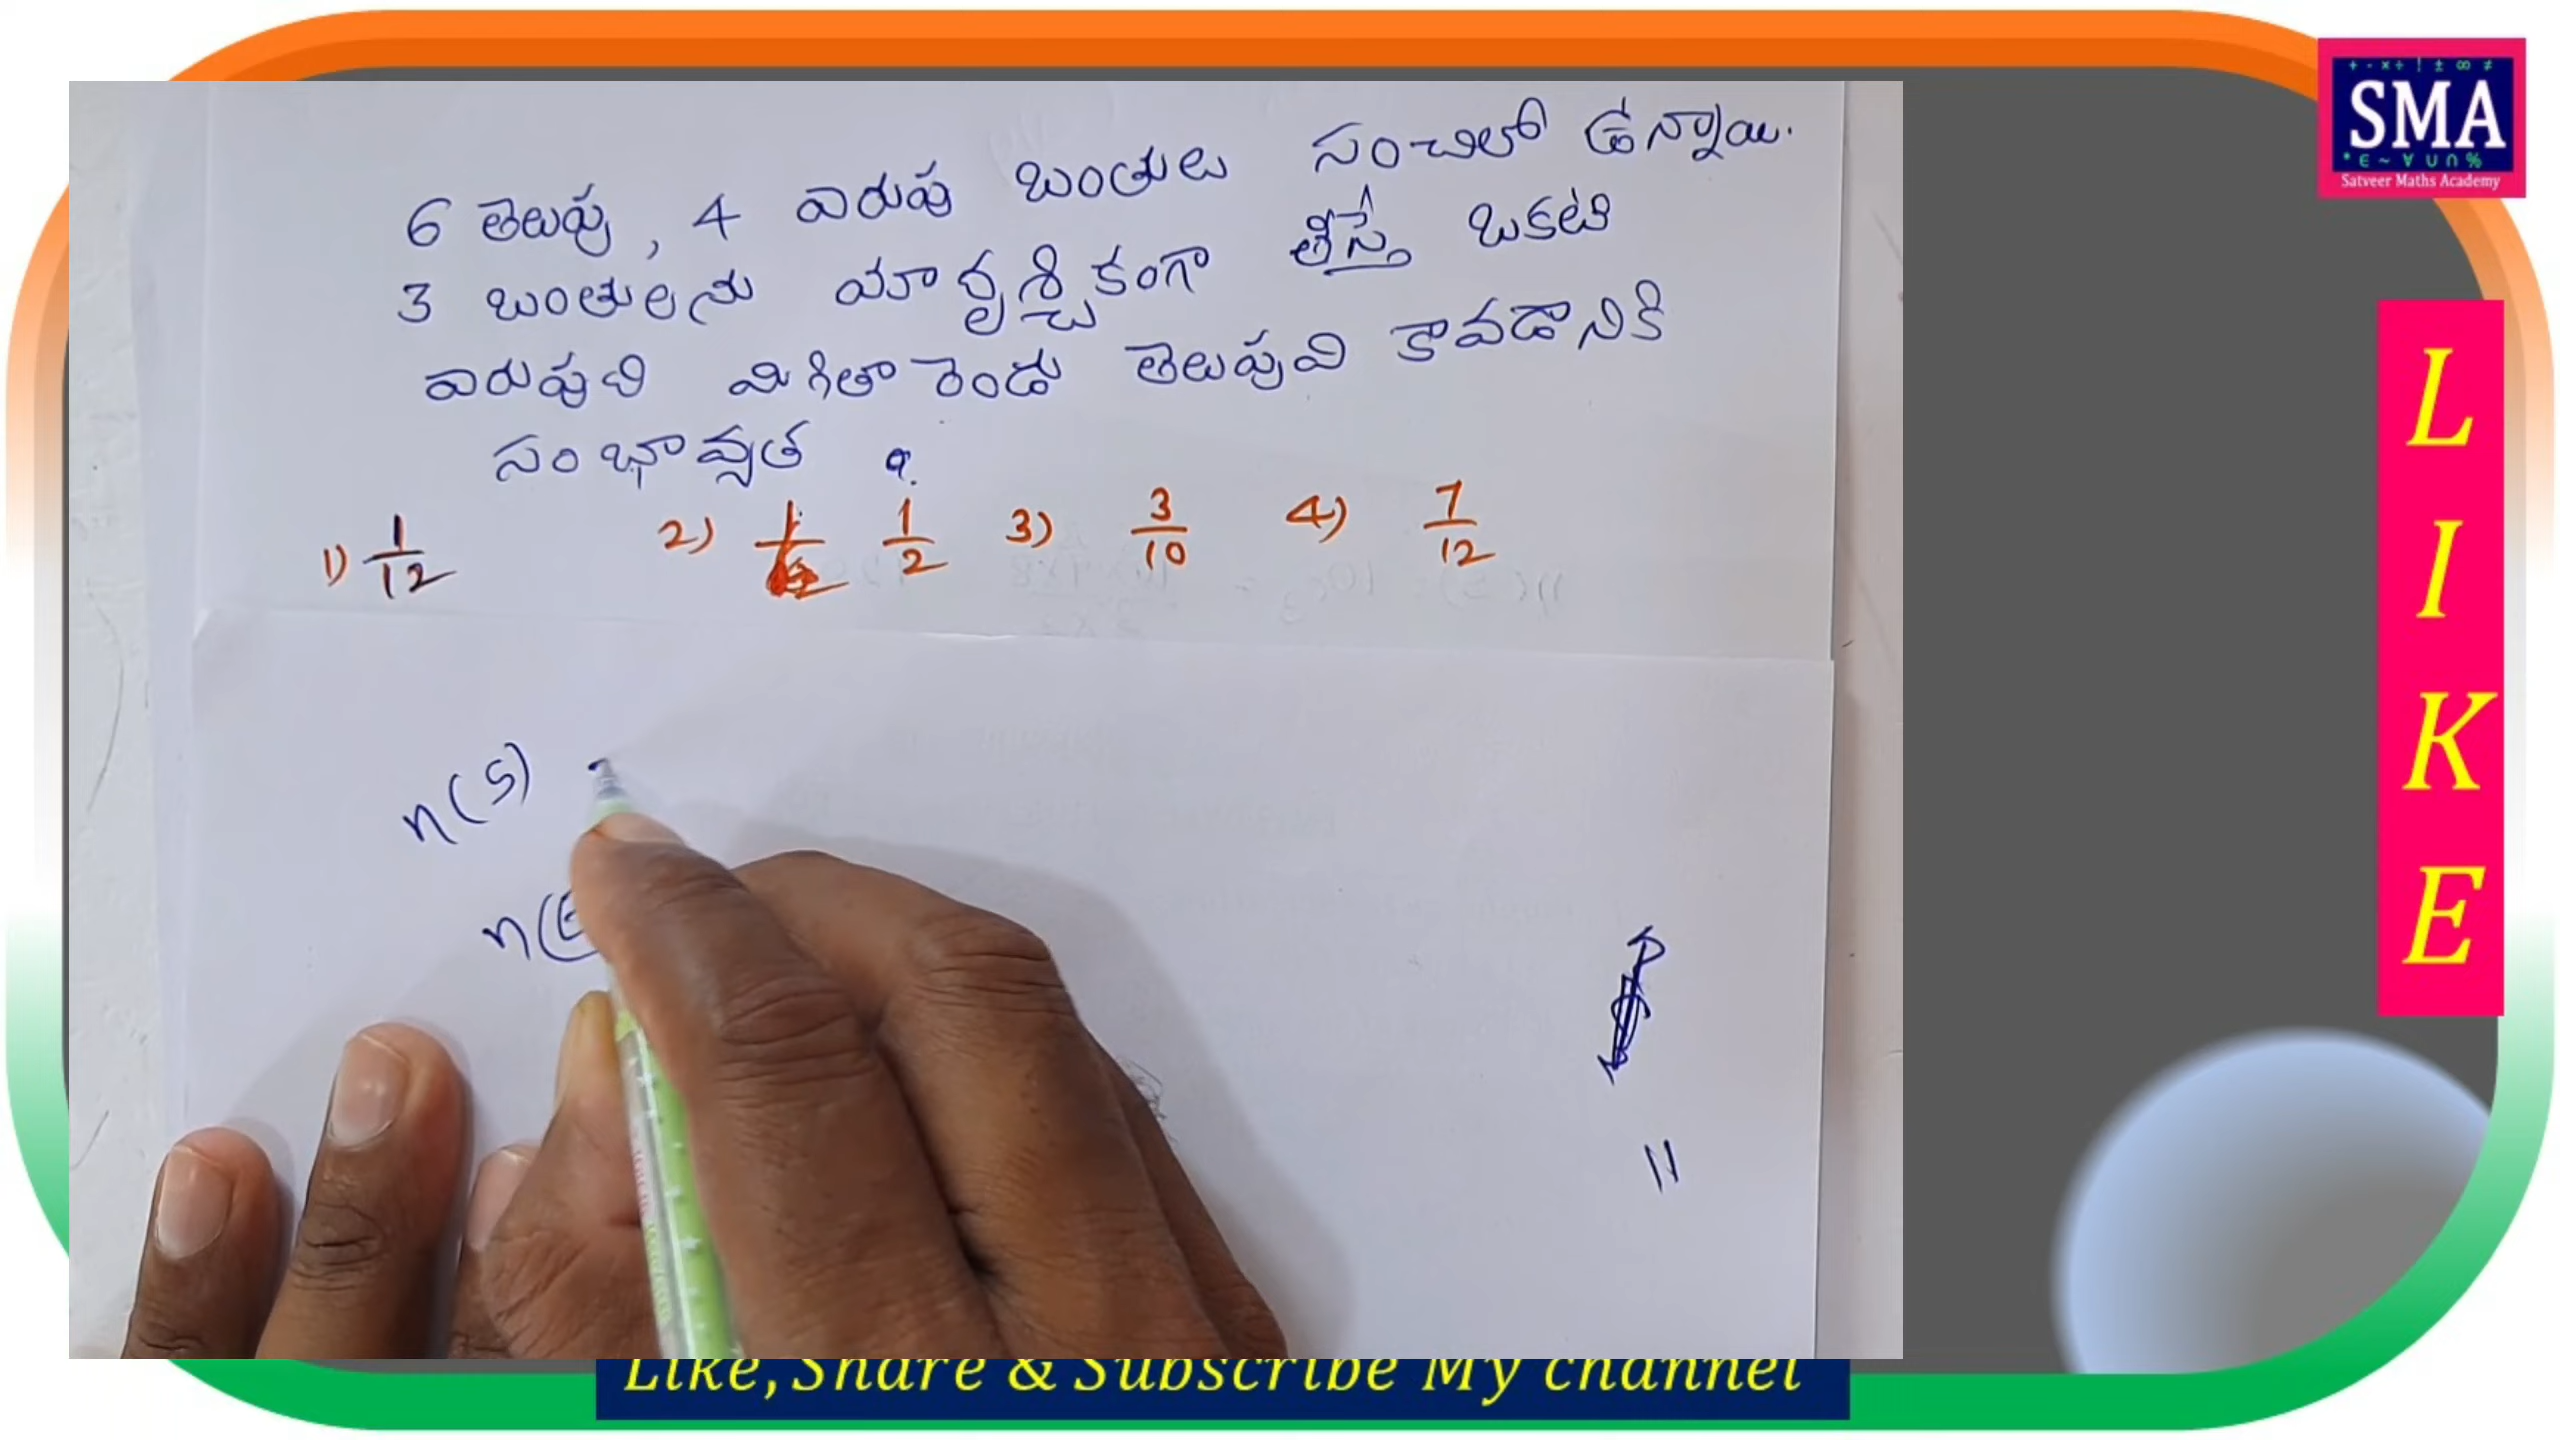 6 తెలుపు, 4 ఎరుపు బంతులు సంచిలో ఉన్నాయి.
3 బంతులను యాదృశ్చికంగా తీస్తే ఒకటి
ఎరుపుది మిగితా రెండు తెలుపువి కావడానికి
సంభావ్యత ?
1) 1/12 2) 1/2 3) 3/10 4) 7/12
n(S)
n(E
SMA
Satveer Maths Academy
LIKE
Like, Share & Subscribe My channel